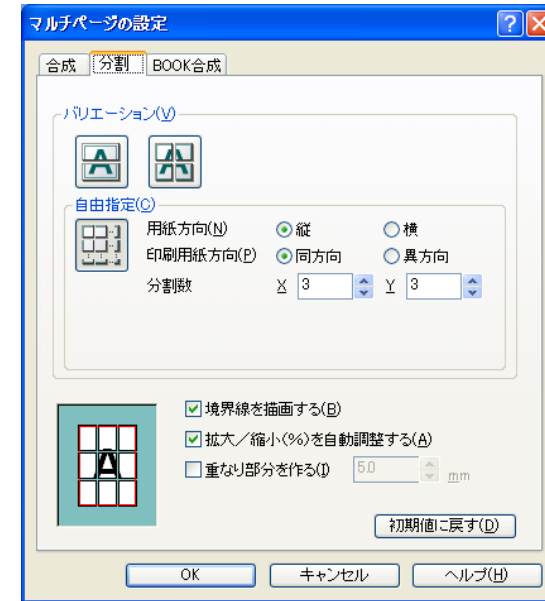 マルチページの設定
合成 分割 BOOK合成
バリエーション(V)
自由指定(C)
用紙方向(N) 縦 横
印刷用紙方向(P) 同方向 異方向
分割数 X 3 Y 3
境界線を描画する(B)
拡大／縮小(%)を自動調整する(A)
重なり部分を作る(I) 5.0 mm
初期値に戻す(D)
OK キャンセル ヘルプ(H)